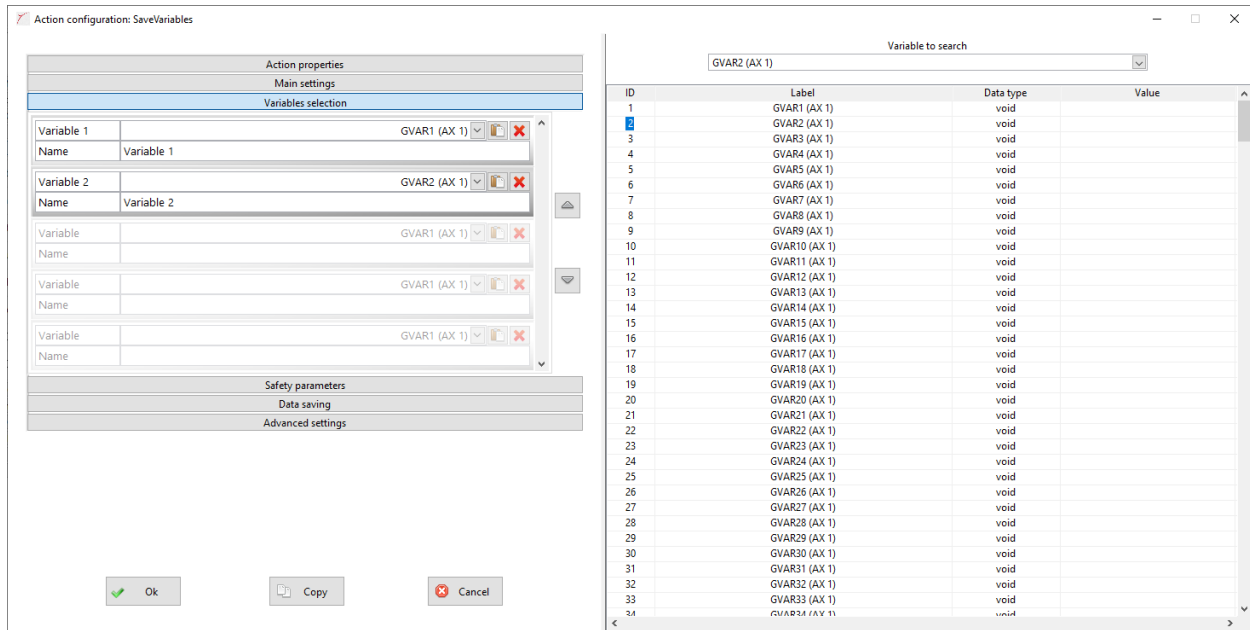 Action configuration: SaveVariables
Action properties
Main settings
Variables selection
Variable 1 GVAR1 (AX 1)
Name Variable 1
Variable 2 GVAR2 (AX 1)
Name Variable 2
Variable GVAR1 (AX 1)
Name
Variable GVAR1 (AX 1)
Name
Variable GVAR1 (AX 1)
Name
Safety parameters
Data saving
Advanced settings
Ok Copy Cancel
Variable to search
GVAR2 (AX 1)
ID Label Data type Value
1 GVAR1 (AX 1) void
2 GVAR2 (AX 1) void
3 GVAR3 (AX 1) void
4 GVAR4 (AX 1) void
5 GVAR5 (AX 1) void
6 GVAR6 (AX 1) void
7 GVAR7 (AX 1) void
8 GVAR8 (AX 1) void
9 GVAR9 (AX 1) void
10 GVAR10 (AX 1) void
11 GVAR11 (AX 1) void
12 GVAR12 (AX 1) void
13 GVAR13 (AX 1) void
14 GVAR14 (AX 1) void
15 GVAR15 (AX 1) void
16 GVAR16 (AX 1) void
17 GVAR17 (AX 1) void
18 GVAR18 (AX 1) void
19 GVAR19 (AX 1) void
20 GVAR20 (AX 1) void
21 GVAR21 (AX 1) void
22 GVAR22 (AX 1) void
23 GVAR23 (AX 1) void
24 GVAR24 (AX 1) void
25 GVAR25 (AX 1) void
26 GVAR26 (AX 1) void
27 GVAR27 (AX 1) void
28 GVAR28 (AX 1) void
29 GVAR29 (AX 1) void
30 GVAR30 (AX 1) void
31 GVAR31 (AX 1) void
32 GVAR32 (AX 1) void
33 GVAR33 (AX 1) void
34 GVAR34 (AX 1) void